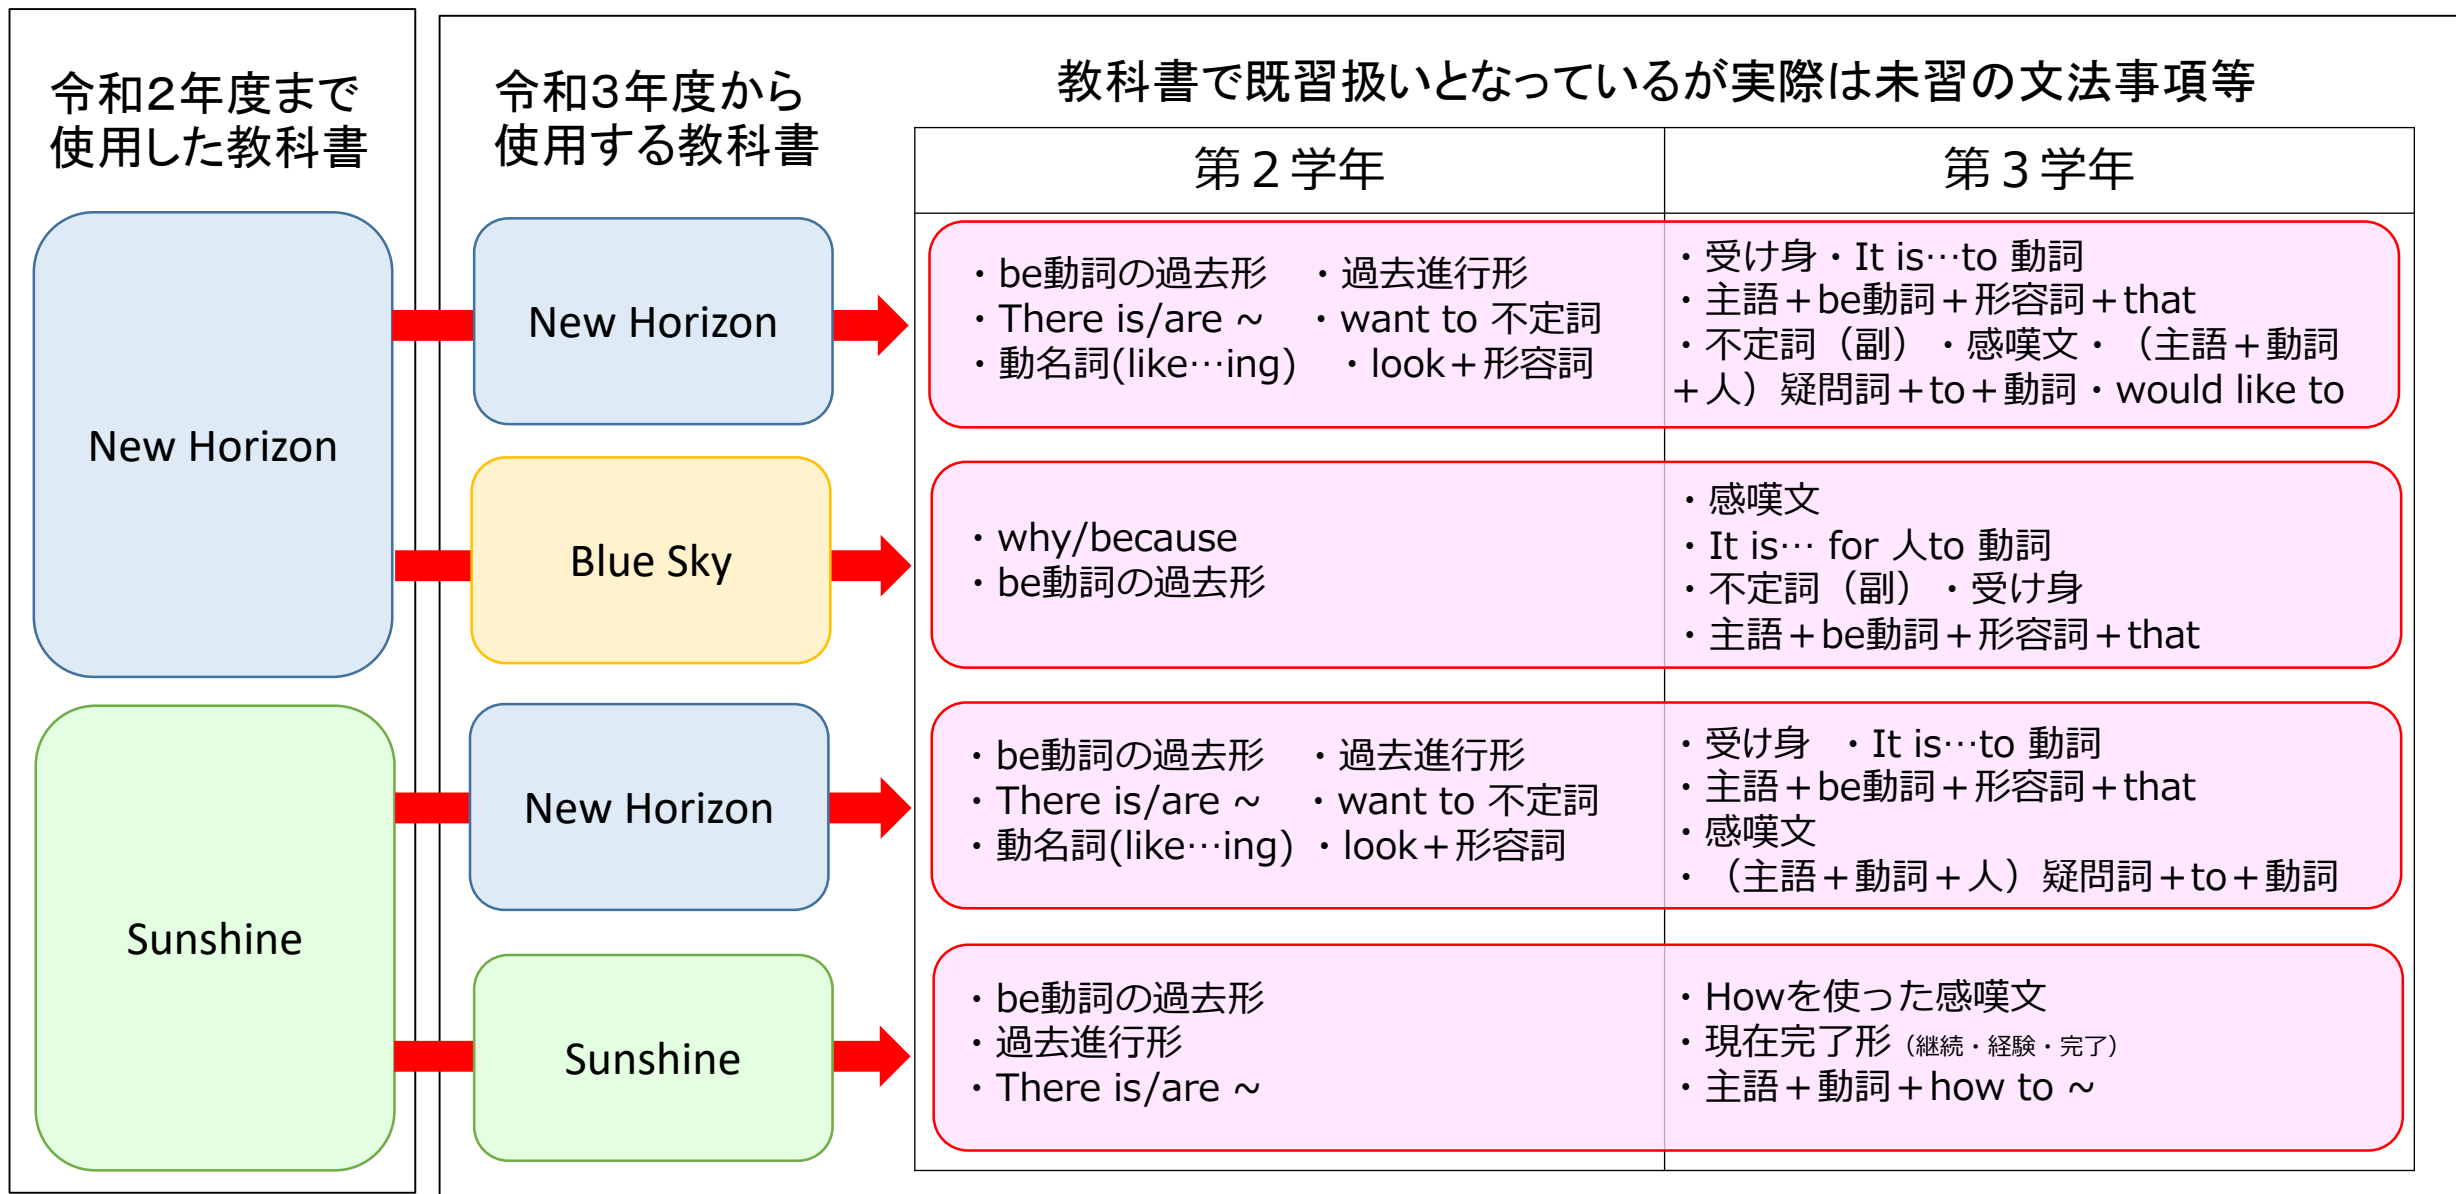 令和２年度まで
使用した教科書
New Horizon
Sunshine
令和３年度から
使用する教科書
教科書で既習扱いとなっているが実際は未習の文法事項等
第２学年
第３学年
New Horizon
・be動詞の過去形　・過去進行形
・There is/are ~　・want to 不定詞
・動名詞(like…ing)　・look＋形容詞
・受け身・It is…to 動詞
・主語＋be動詞＋形容詞＋that
・不定詞（副）・感嘆文・（主語＋動詞
＋人）疑問詞＋to＋動詞・would like to
Blue Sky
・why/because
・be動詞の過去形
・感嘆文
・It is… for 人to 動詞
・不定詞（副）・受け身
・主語＋be動詞＋形容詞＋that
New Horizon
・be動詞の過去形　・過去進行形
・There is/are ~　・want to 不定詞
・動名詞(like…ing) ・look＋形容詞
・受け身　・It is…to 動詞
・主語＋be動詞＋形容詞＋that
・感嘆文
・（主語＋動詞＋人）疑問詞＋to＋動詞
Sunshine
・be動詞の過去形
・過去進行形
・There is/are ~
・Howを使った感嘆文
・現在完了形（継続・経験・完了）
・主語＋動詞＋how to ~